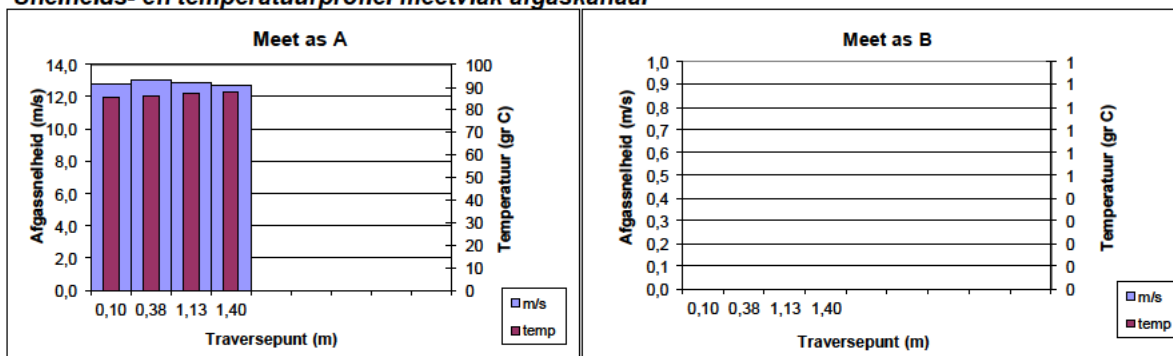 Snelheids- en temperatuurprofiel meetvlak afgaskanaal
Meet as A
14,0
12,0
10,0
8,0
6,0
4,0
2,0
0,0
Afgassnelheid (m/s)
100
90
80
70
60
50
40
30
20
10
0
Temperatuur (gr C)
0,10 0,38 1,13 1,40
Traversepunt (m)
m/s
temp
Meet as B
1,0
0,9
0,8
0,7
0,6
0,5
0,4
0,3
0,2
0,1
0,0
Afgassnelheid (m/s)
1
1
1
1
1
1
0
0
0
0
0
Temperatuur (gr C)
0,10 0,38 1,13 1,40
Traversepunt (m)
m/s
temp